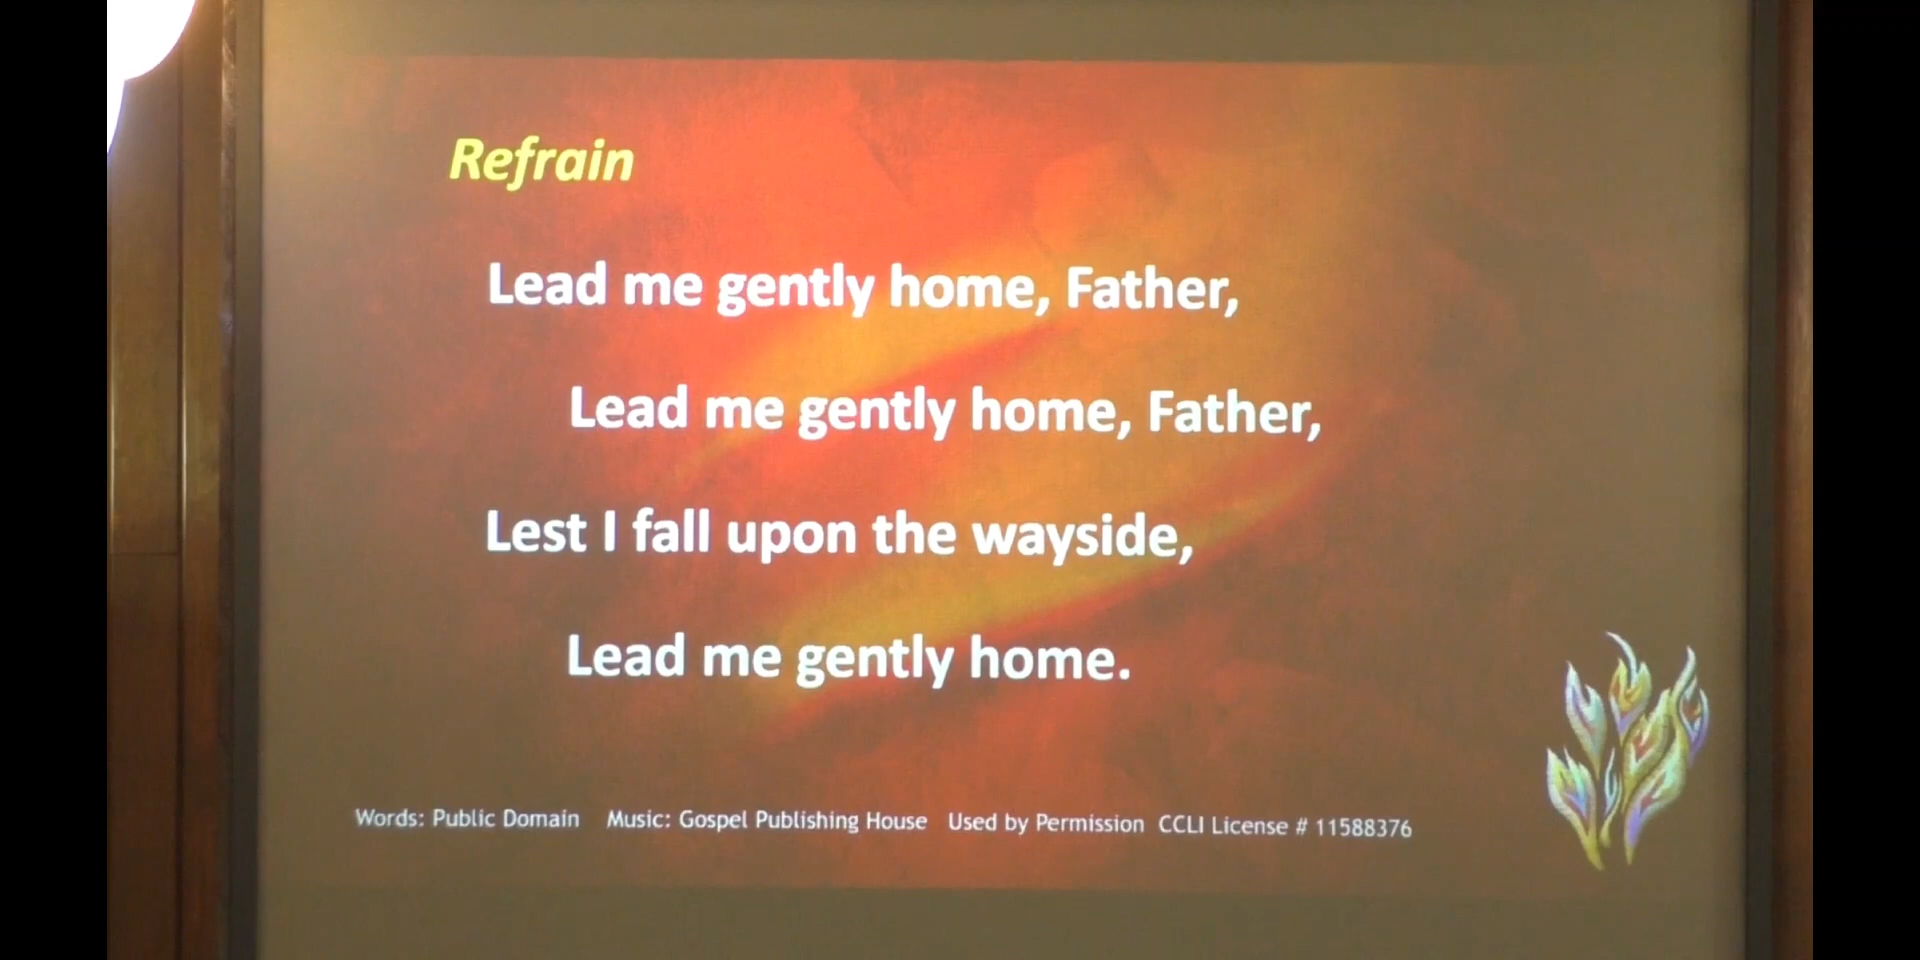 Refrain
Lead me gently home, Father,
Lead me gently home, Father,
Lest I fall upon the wayside,
Lead me gently home.
Words: Public Domain Music: Gospel Publishing House Used by Permission CCLI License # 11588376